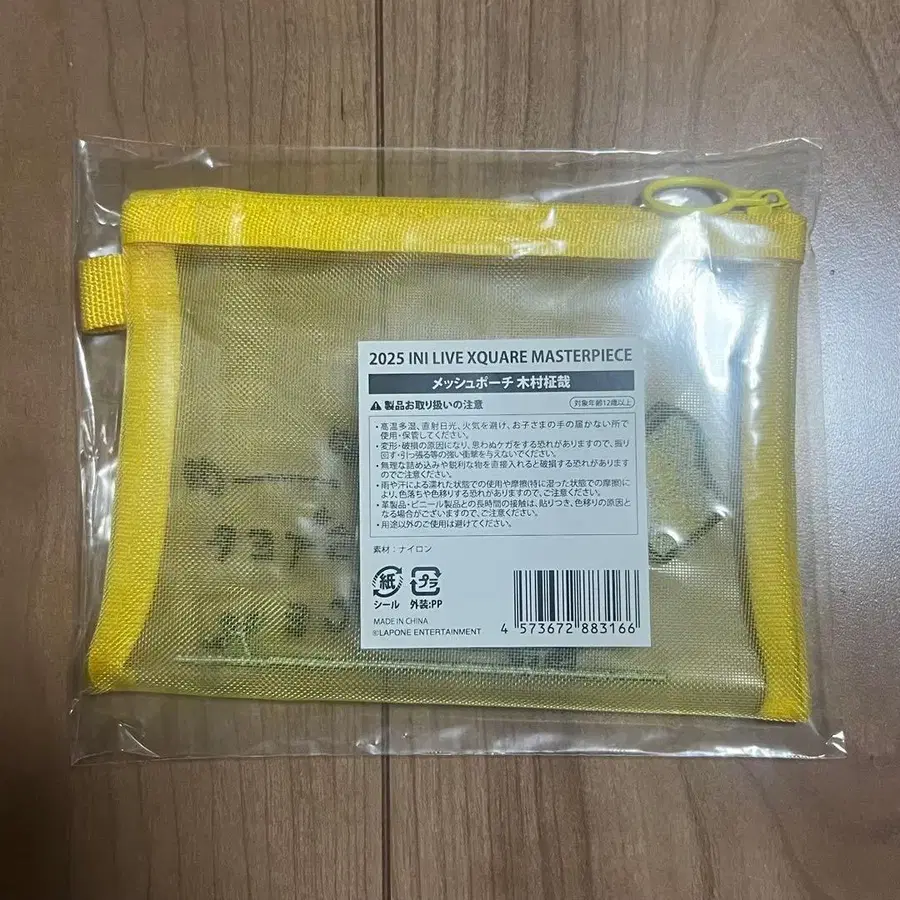 2025 INI LIVE XQUARE MASTERPIECE
メッシュポーチ 木村柾哉
製品お取り扱いの注意
対象年齢12歳以上
・高温多湿、直射日光、火気を避け、お子さまの手の届かない所で
使用・保管してください。
・変形・破損の原因になり、思わぬケガをする恐れがありますので、振り
回す・引っ張る等の強い衝撃を与えないでください。
・無理な詰め込みや鋭利な物を直接入れると破損する恐れがあります
のでご注意ください。
・雨や汗による濡れた状態での使用や摩擦(特に湿った状態での摩擦)に
より、色落ちや色移りする恐れがありますので、ご注意ください。
・革製品・ビニール製品との長時間の接触は、貼りつき、色移りの原因と
なる場合がございますので、ご注意ください。
・用途以外のご使用は避けてください。
素材：ナイロン
紙
プラ
シール
外装:PP
MADE IN CHINA
©LAPONE ENTERTAINMENT
4 573672 883166